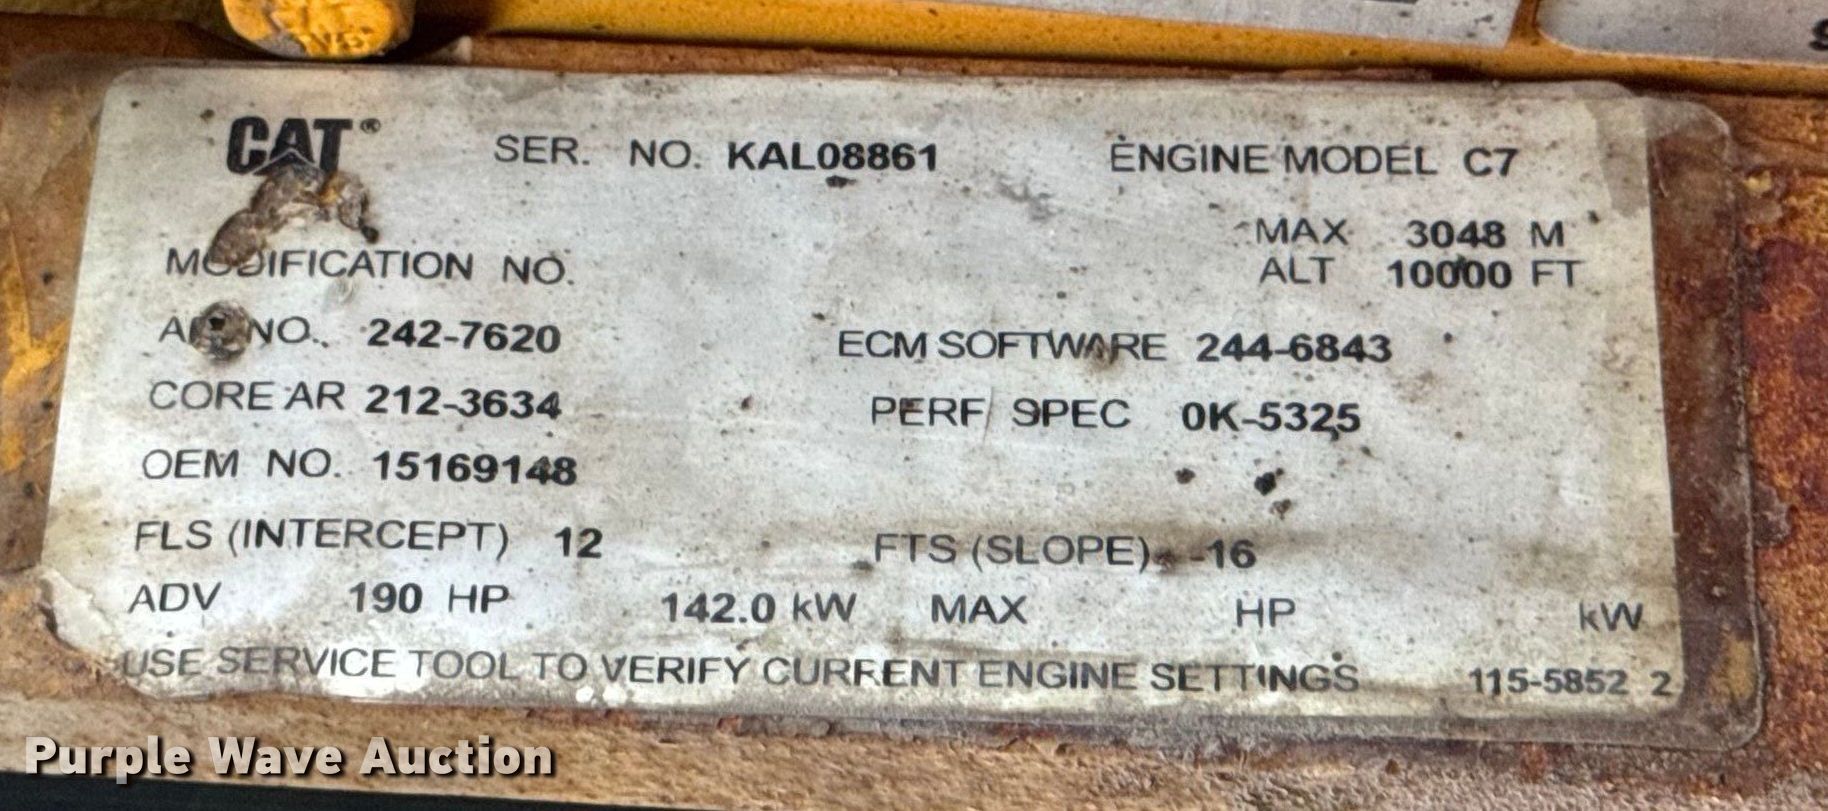 CAT® SER. NO. KAL08861 ENGINE MODEL C7
MAX 3048 M
ALT 10000 FT
MODIFICATION NO.
NO. 242-7620 ECM SOFTWARE 244-6843
CORE AR 212-3634 PERF SPEC 0K-5325
OEM NO. 15169148
FLS (INTERCEPT) 12 FTS (SLOPE) -16
ADV 190 HP 142.0 kW MAX HP kW
USE SERVICE TOOL TO VERIFY CURRENT ENGINE SETTINGS 115-5852 2
Purple Wave Auction